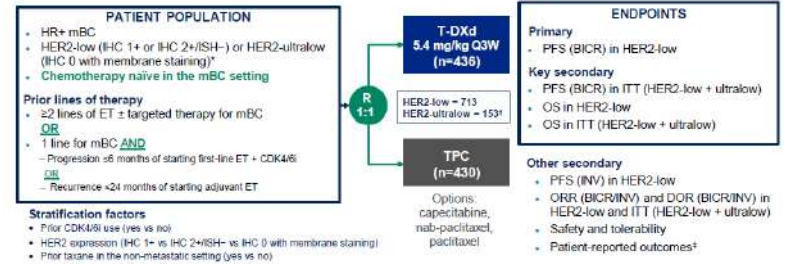 PATIENT POPULATION
• HR+ mBC
• HER2-low (IHC 1+ or IHC 2+/ISH−) or HER2-ultralow
(IHC 0 with membrane staining)*
• Chemotherapy naïve in the mBC setting
Prior lines of therapy
• ≥2 lines of ET ± targeted therapy for mBC
OR
• 1 line for mBC AND
– Progression ≤6 months of starting first-line ET + CDK4/6i
OR
– Recurrence ≤24 months of starting adjuvant ET
Stratification factors
• Prior CDK4/6i use (yes vs no)
• HER2 expression (IHC 1+ vs IHC 2+/ISH− vs IHC 0 with membrane staining)
• Prior taxane in the non-metastatic setting (yes vs no)
R
1:1
T-DXd
5.4 mg/kg Q3W
(n=436)
HER2-low = 713
HER2-ultralow = 153†
TPC
(n=430)
Options:
capecitabine,
nab-paclitaxel,
paclitaxel
ENDPOINTS
Primary
• PFS (BICR) in HER2-low
Key secondary
• PFS (BICR) in ITT (HER2-low + ultralow)
• OS in HER2-low
• OS in ITT (HER2-low + ultralow)
Other secondary
• PFS (INV) in HER2-low
• ORR (BICR/INV) and DOR (BICR/INV) in
HER2-low and ITT (HER2-low + ultralow)
• Safety and tolerability
• Patient-reported outcomes‡